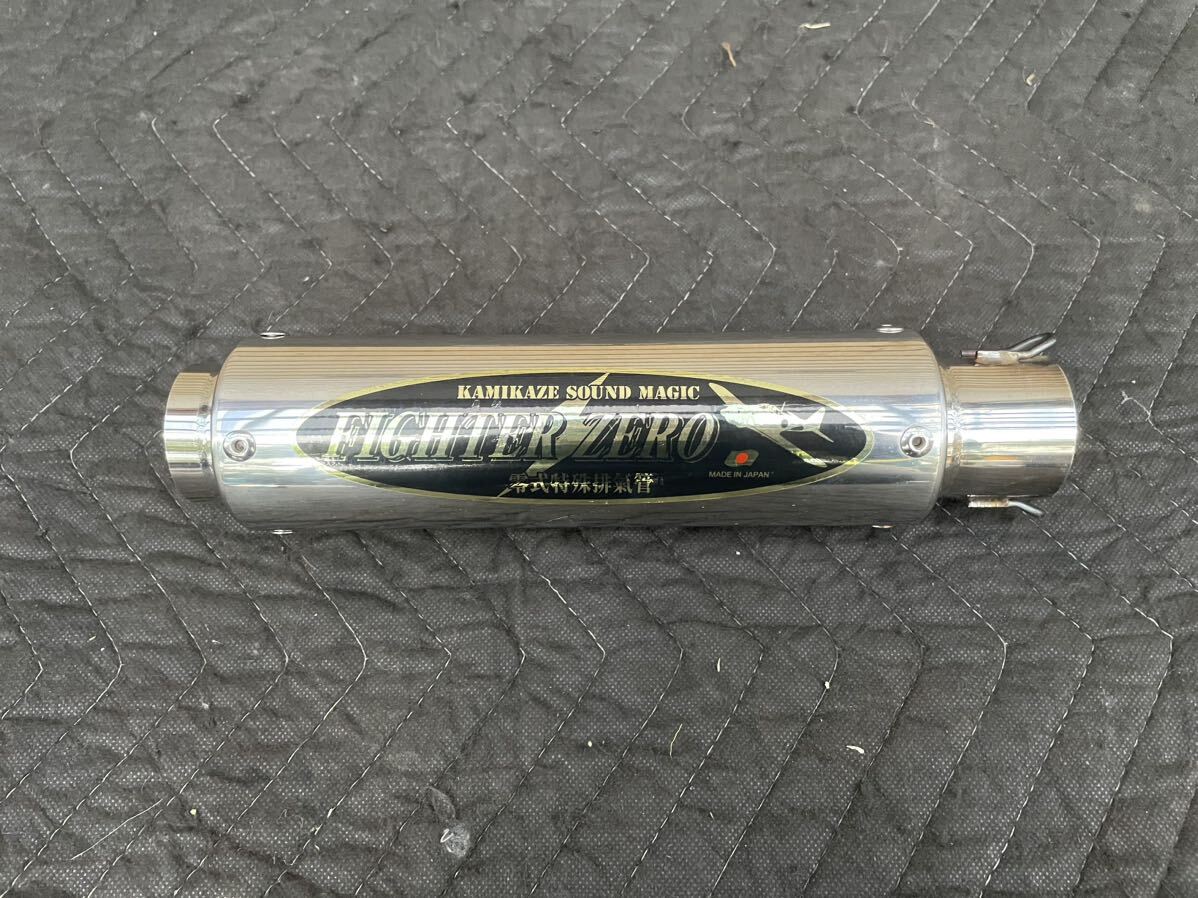 KAMIKAZE SOUND MAGIC
FIGHTER ZERO
MADE IN JAPAN
零式特殊排氣管